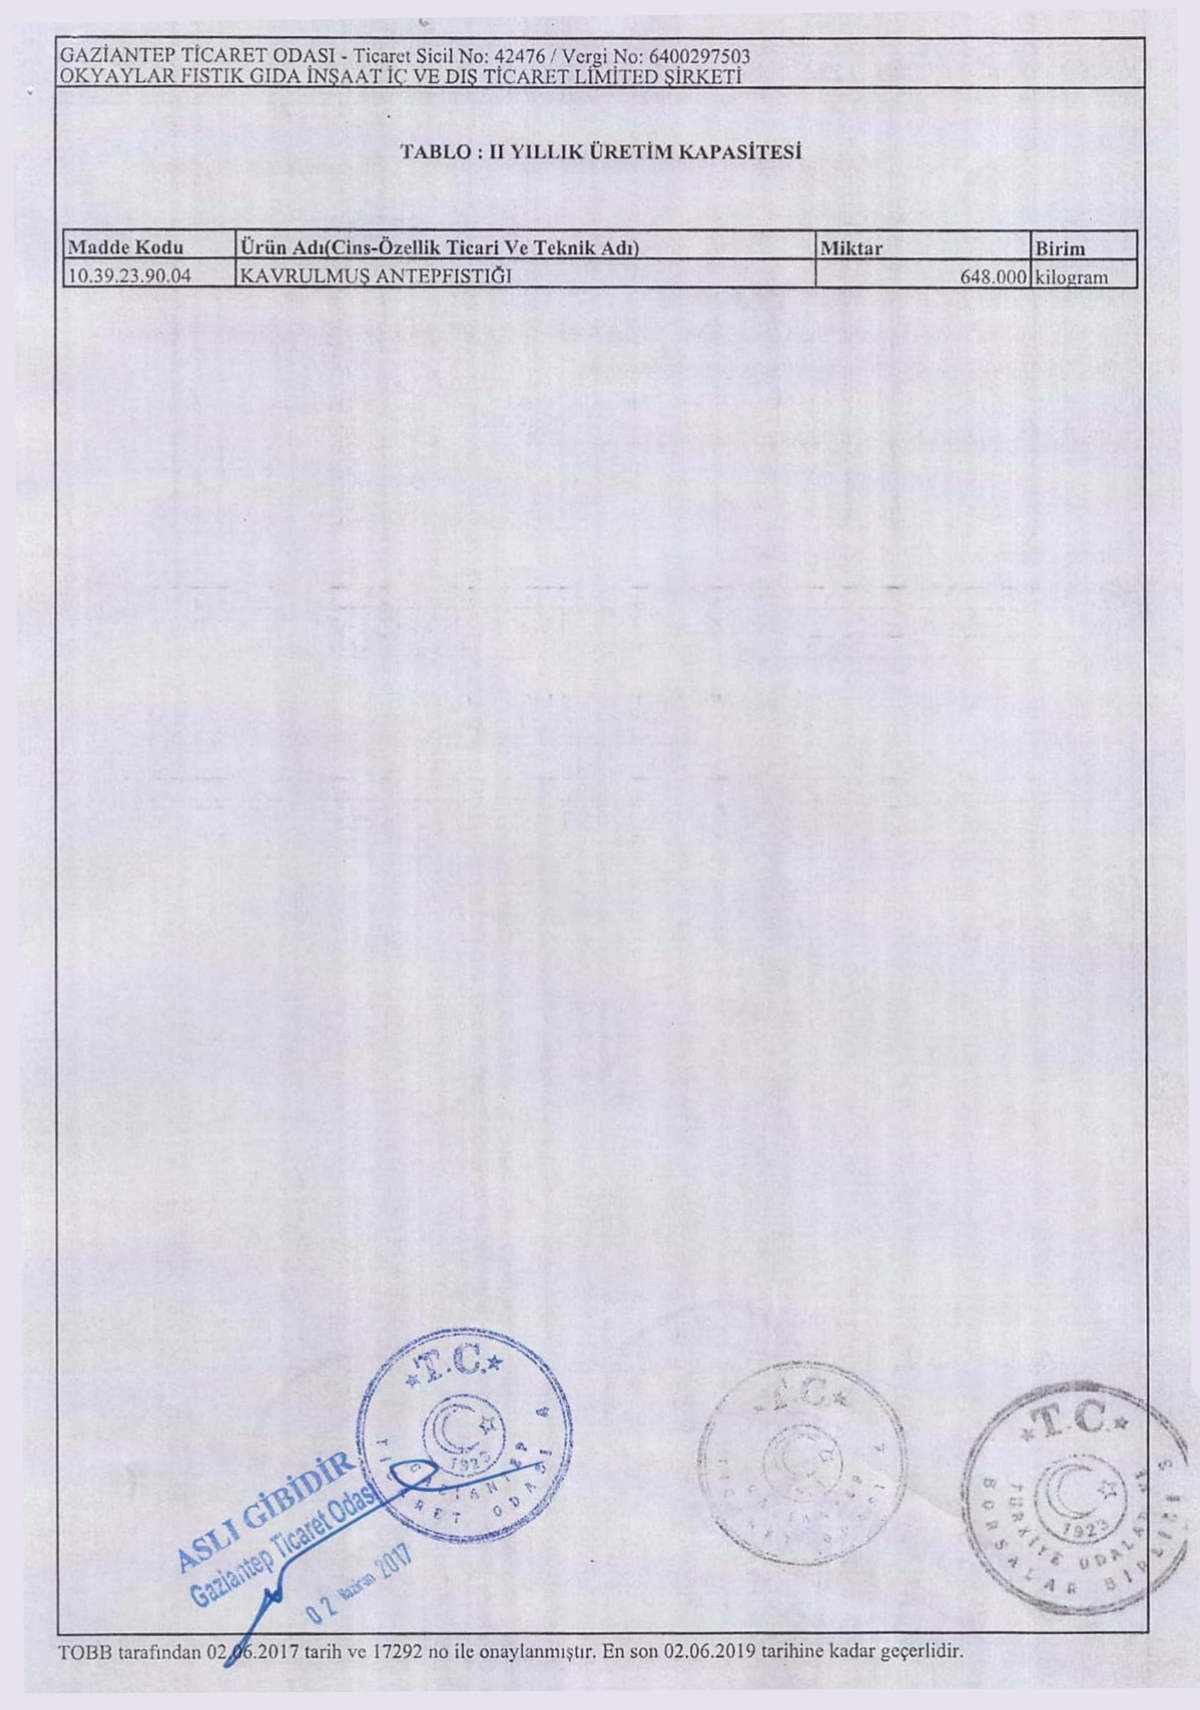 GAZİANTEP TİCARET ODASI - Ticaret Sicil No: 42476 / Vergi No: 6400297503
OKYAYLAR FISTIK GIDA İNŞAAT İÇ VE DIŞ TİCARET LİMİTED ŞİRKETİ
TABLO : II YILLIK ÜRETİM KAPASİTESİ
Madde Kodu Ürün Adı(Cins-Özellik Ticari Ve Teknik Adı) Miktar Birim
10.39.23.90.04 KAVRULMUŞ ANTEPFISTIĞI 648.000 kilogram
T.C.
1923
GAZİANTEP
TİCARET ODASI 4
ASLI GİBİDİR
Gaziantep Ticaret Odası
02 Haziran 2017
T.C.
T.C.
1923
TÜRKİYE ODALAR
BORSALAR BİRLİĞİ
TOBB tarafından 02.06.2017 tarih ve 17292 no ile onaylanmıştır. En son 02.06.2019 tarihine kadar geçerlidir.